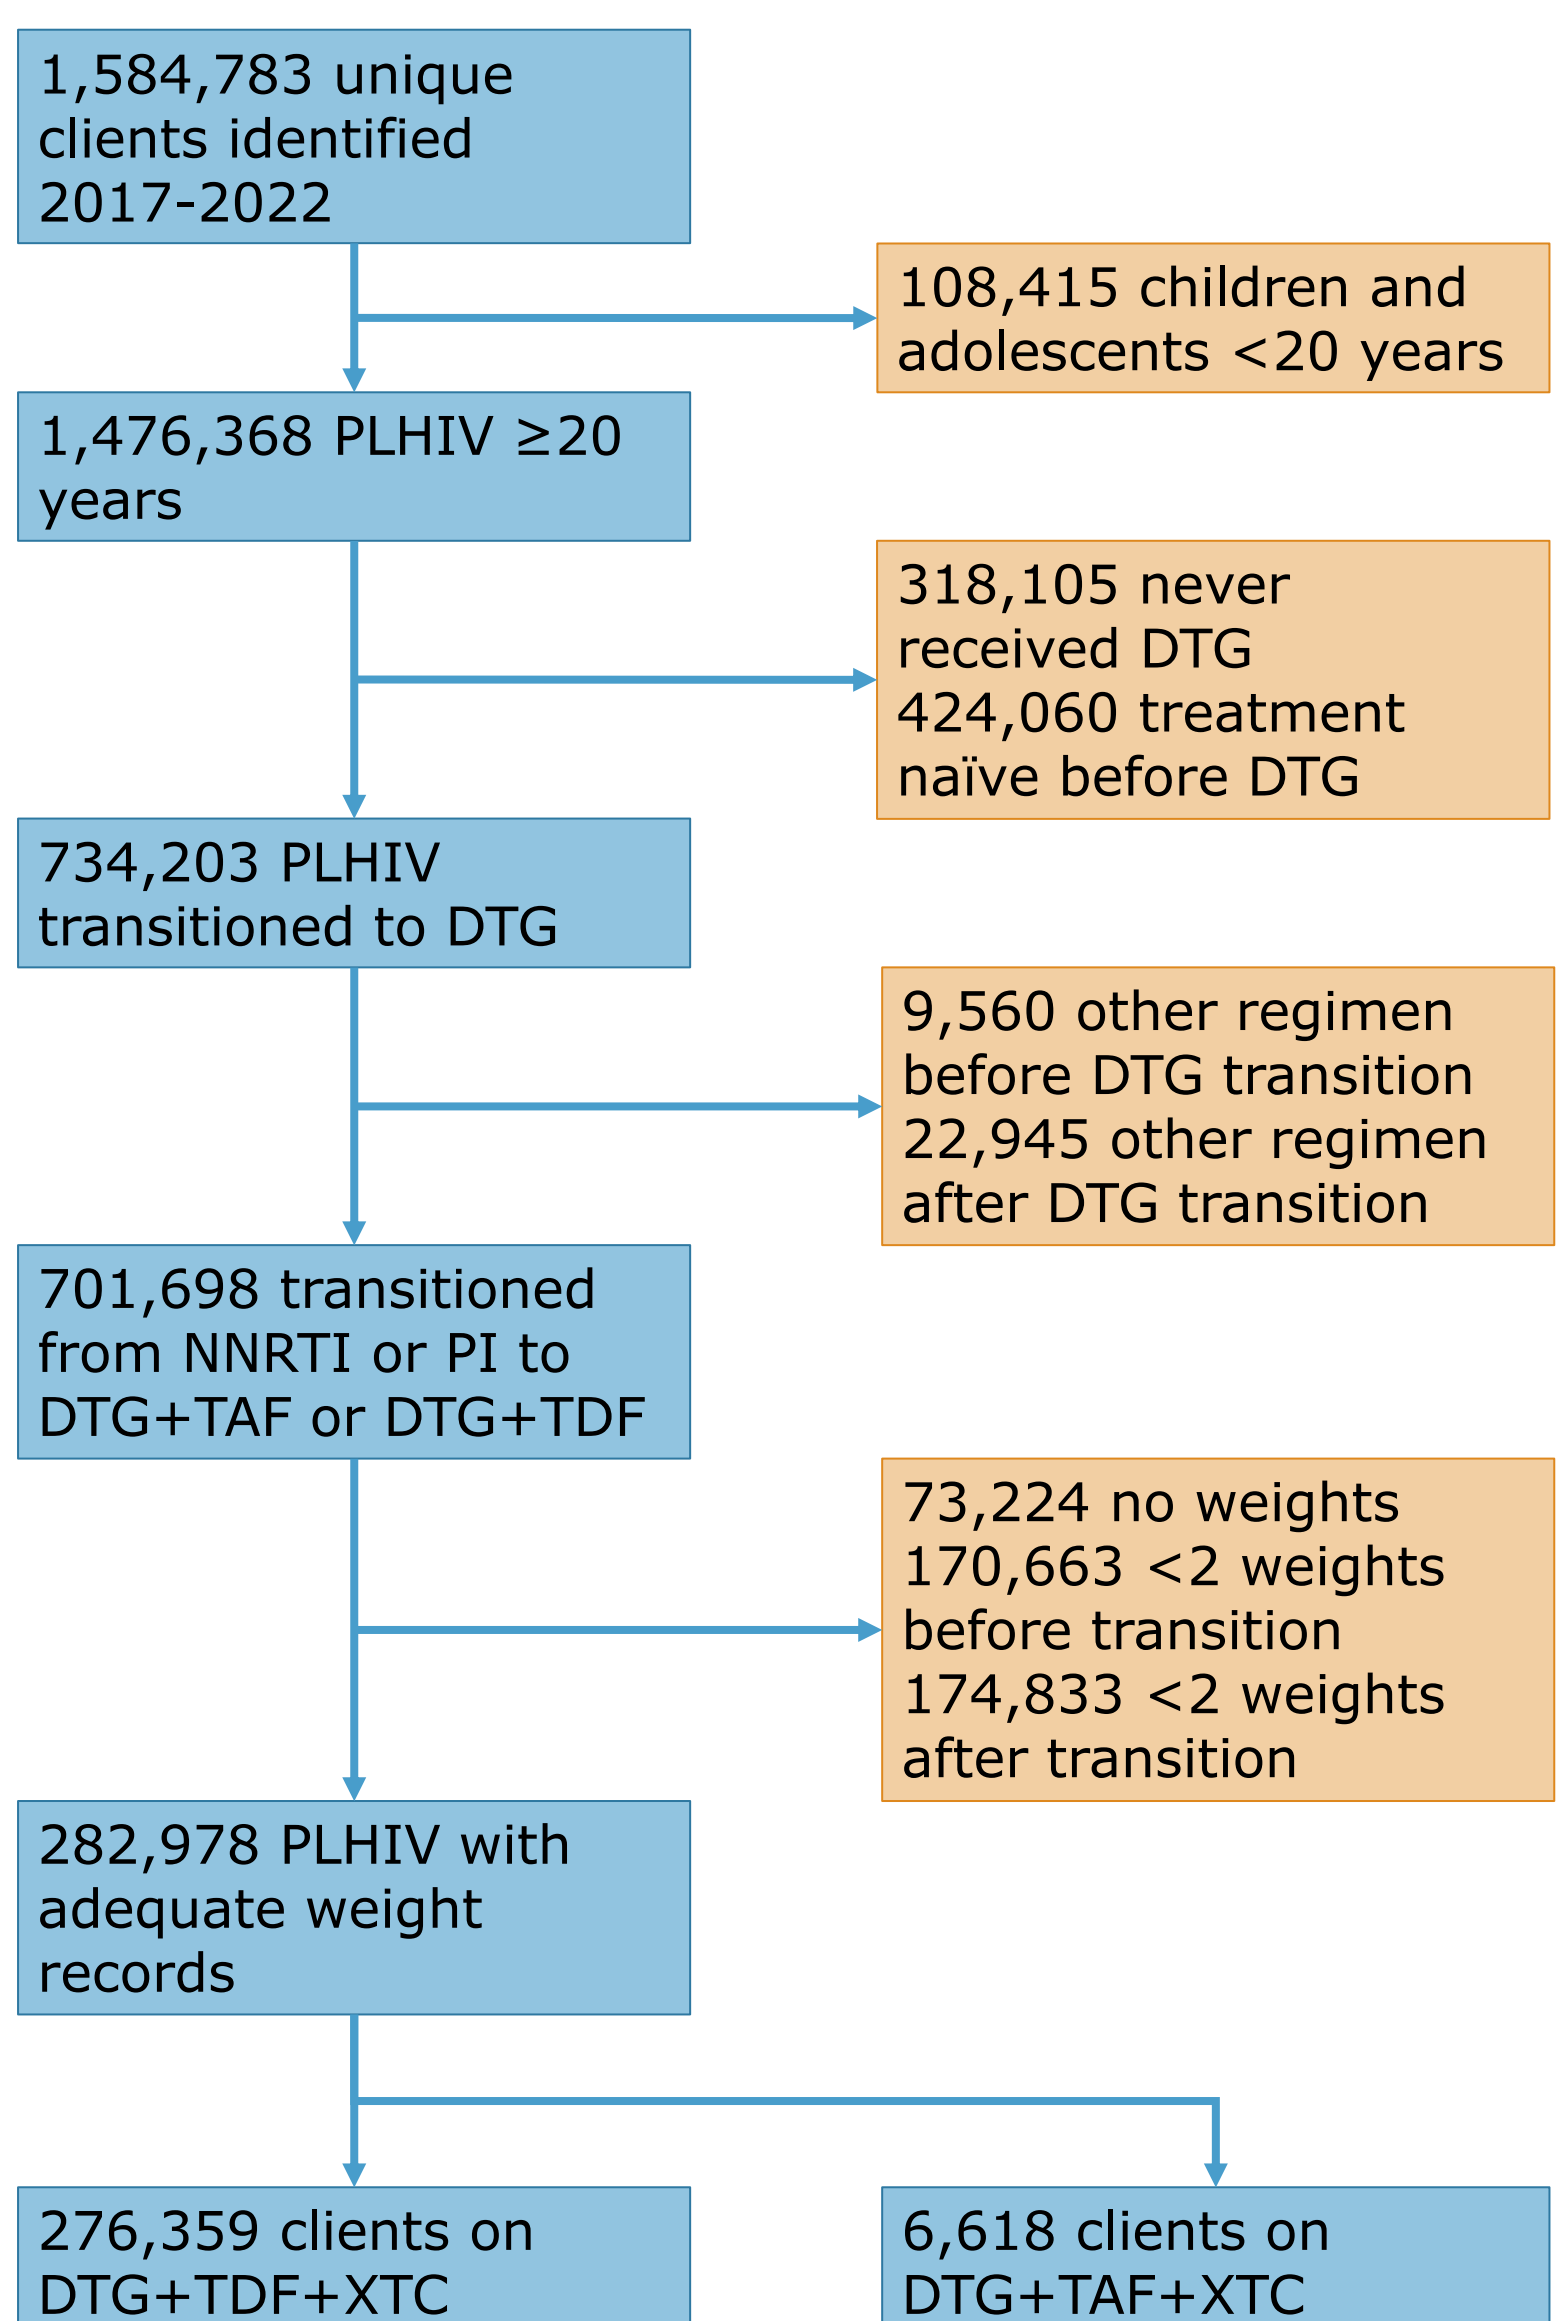 1,584,783 unique
clients identified
2017-2022
108,415 children and
adolescents <20 years
1,476,368 PLHIV ≥20
years
318,105 never
received DTG
424,060 treatment
naïve before DTG
734,203 PLHIV
transitioned to DTG
9,560 other regimen
before DTG transition
22,945 other regimen
after DTG transition
701,698 transitioned
from NNRTI or PI to
DTG+TAF or DTG+TDF
73,224 no weights
170,663 <2 weights
before transition
174,833 <2 weights
after transition
282,978 PLHIV with
adequate weight
records
276,359 clients on
DTG+TDF+XTC
6,618 clients on
DTG+TAF+XTC